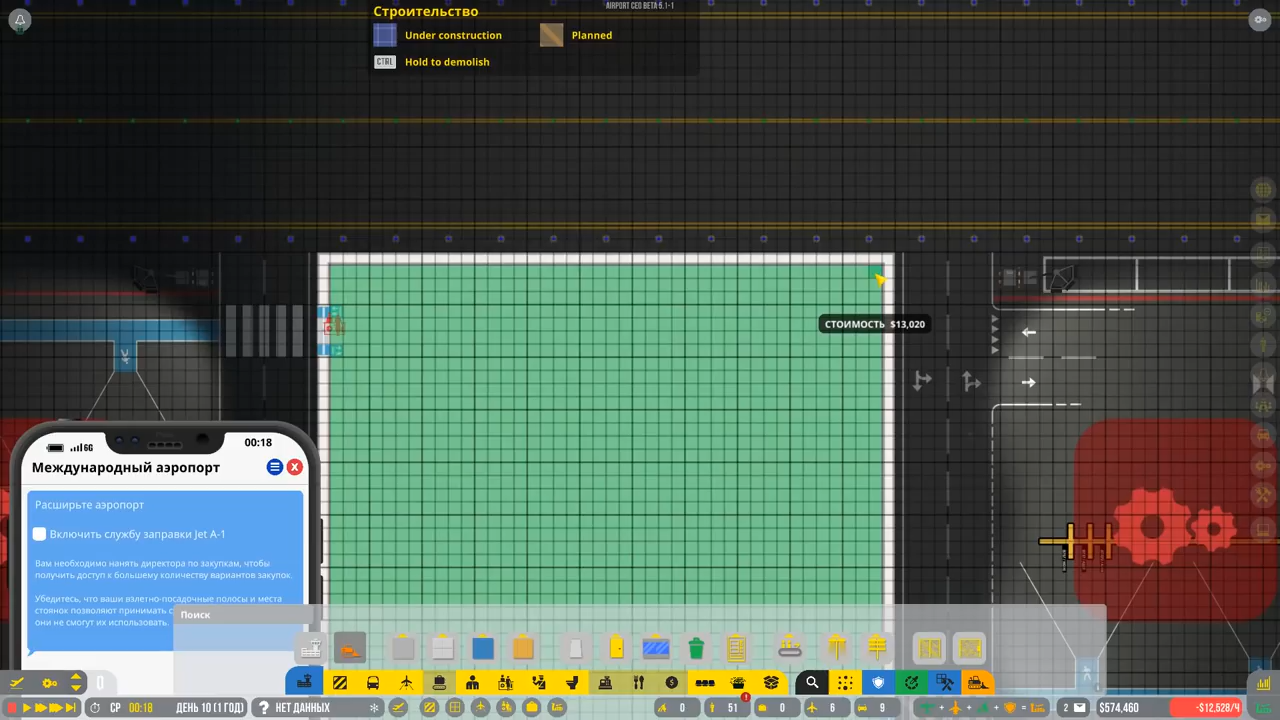 AIRPORT CEO BETA 5.1-1
Строительство
Under construction
Planned
CTRL
Hold to demolish
СТОИМОСТЬ $13,020
6G
00:18
Международный аэропорт
Расширьте аэропорт
Включить службу заправки Jet A-1
Вам необходимо нанять директора по закупкам, чтобы
получить доступ к большему количеству вариантов закупок.
Убедитесь, что ваши взлетно-посадочные полосы и места
стоянок позволяют принимать
они не смогут их использовать.
Поиск
0
СР 00:18
ДЕНЬ 10 (1 ГОД)
? НЕТ ДАННЫХ
0
51
0
6
9
+ + + =
2
$574,460
-$12,628/Ч